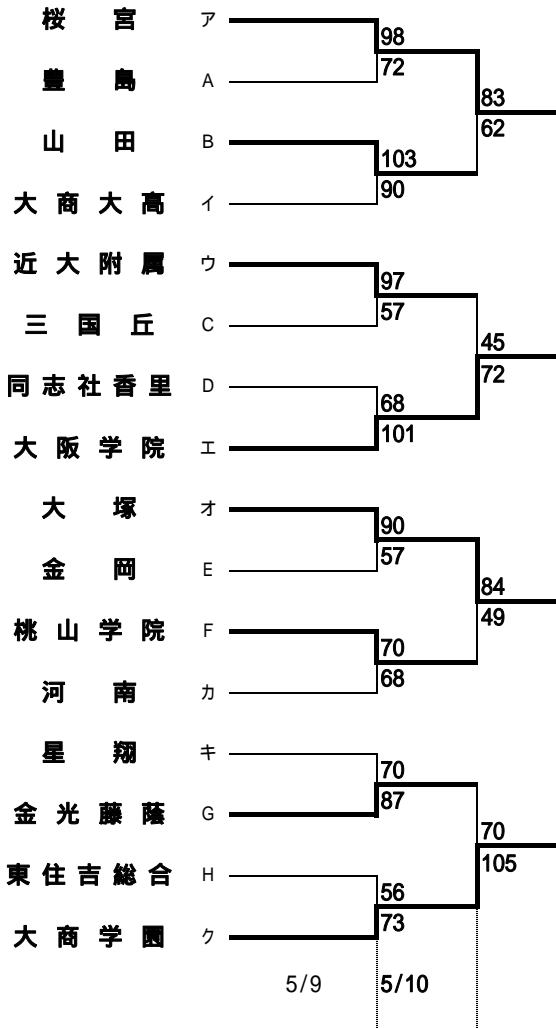 桜宮 ア
98
72
豊島 A
83
62
山田 B
103
90
大商大高 イ
近大附属 ウ
97
57
三国丘 C
45
72
同志社香里 D
68
101
大阪学院 エ
大塚 オ
90
57
金岡 E
84
49
桃山学院 F
70
68
河南 カ
星翔 キ
70
87
金光藤蔭 G
70
105
東住吉総合 H
56
73
大商学園 ク
5/9 5/10